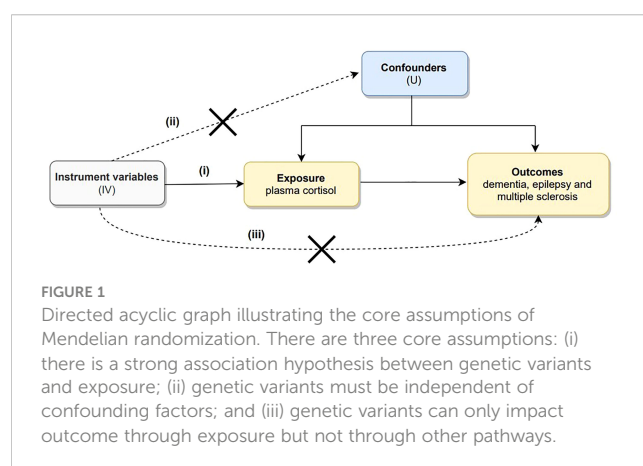 Confounders
(U)
(ii)
Instrument variables
(IV)
(i)
Exposure
plasma cortisol
Outcomes
dementia, epilepsy and
multiple sclerosis
(iii)
FIGURE 1
Directed acyclic graph illustrating the core assumptions of
Mendelian randomization. There are three core assumptions: (i)
there is a strong association hypothesis between genetic variants
and exposure; (ii) genetic variants must be independent of
confounding factors; and (iii) genetic variants can only impact
outcome through exposure but not through other pathways.